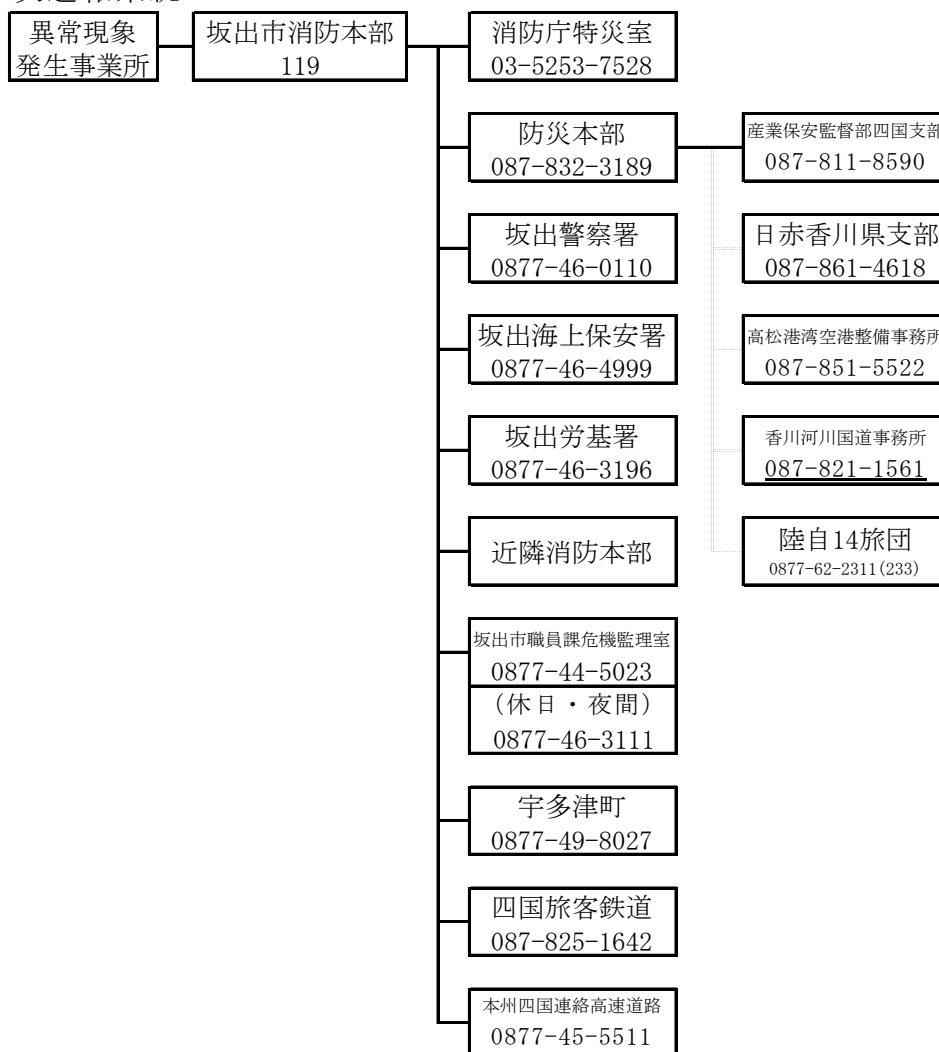 異常現象
発生事業所
坂出市消防本部
119
消防庁特災室
03-5253-7528
防災本部
087-832-3189
産業保安監督部四国支部
087-811-8590
坂出警察署
0877-46-0110
日赤香川県支部
087-861-4618
坂出海上保安署
0877-46-4999
高松港湾空港整備事務所
087-851-5522
坂出労基署
0877-46-3196
香川河川国道事務所
087-821-1561
近隣消防本部
陸自14旅団
0877-62-2311(233)
坂出市職員課危機監理室
0877-44-5023
(休日・夜間)
0877-46-3111
宇多津町
0877-49-8027
四国旅客鉄道
087-825-1642
本州四国連絡高速道路
0877-45-5511